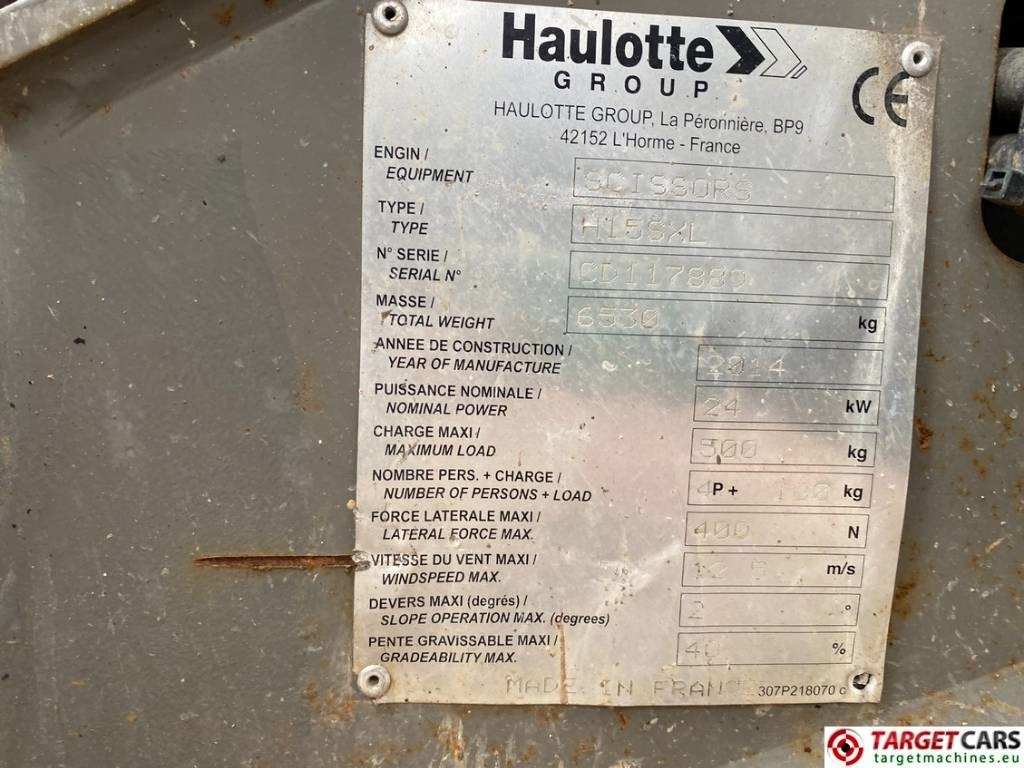 Haulotte
GROUP
CE
HAULOTTE GROUP, La Péronnière, BP9
42152 L'Horme - France
ENGIN /
EQUIPMENT
SCISSORS
TYPE /
TYPE
H15SXL
N° SERIE /
SERIAL N°
CD117880
MASSE /
TOTAL WEIGHT
6530 kg
ANNEE DE CONSTRUCTION /
YEAR OF MANUFACTURE
2014
PUISSANCE NOMINALE /
NOMINAL POWER
24 kW
CHARGE MAXI /
MAXIMUM LOAD
500 kg
NOMBRE PERS. + CHARGE /
NUMBER OF PERSONS + LOAD
4P + kg
FORCE LATERALE MAXI /
LATERAL FORCE MAX.
400 N
VITESSE DU VENT MAXI /
WINDSPEED MAX.
m/s
DEVERS MAXI (degrés) /
SLOPE OPERATION MAX. (degrees)
2 °
PENTE GRAVISSABLE MAXI /
GRADEABILITY MAX.
40 %
MADE IN FRANCE
307P218070 c
TARGETCARS
targetmachines.eu